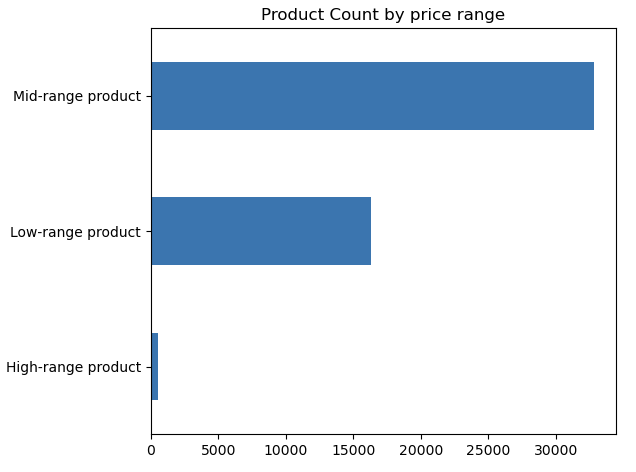 Product Count by price range
Mid-range product
Low-range product
High-range product
0 5000 10000 15000 20000 25000 30000